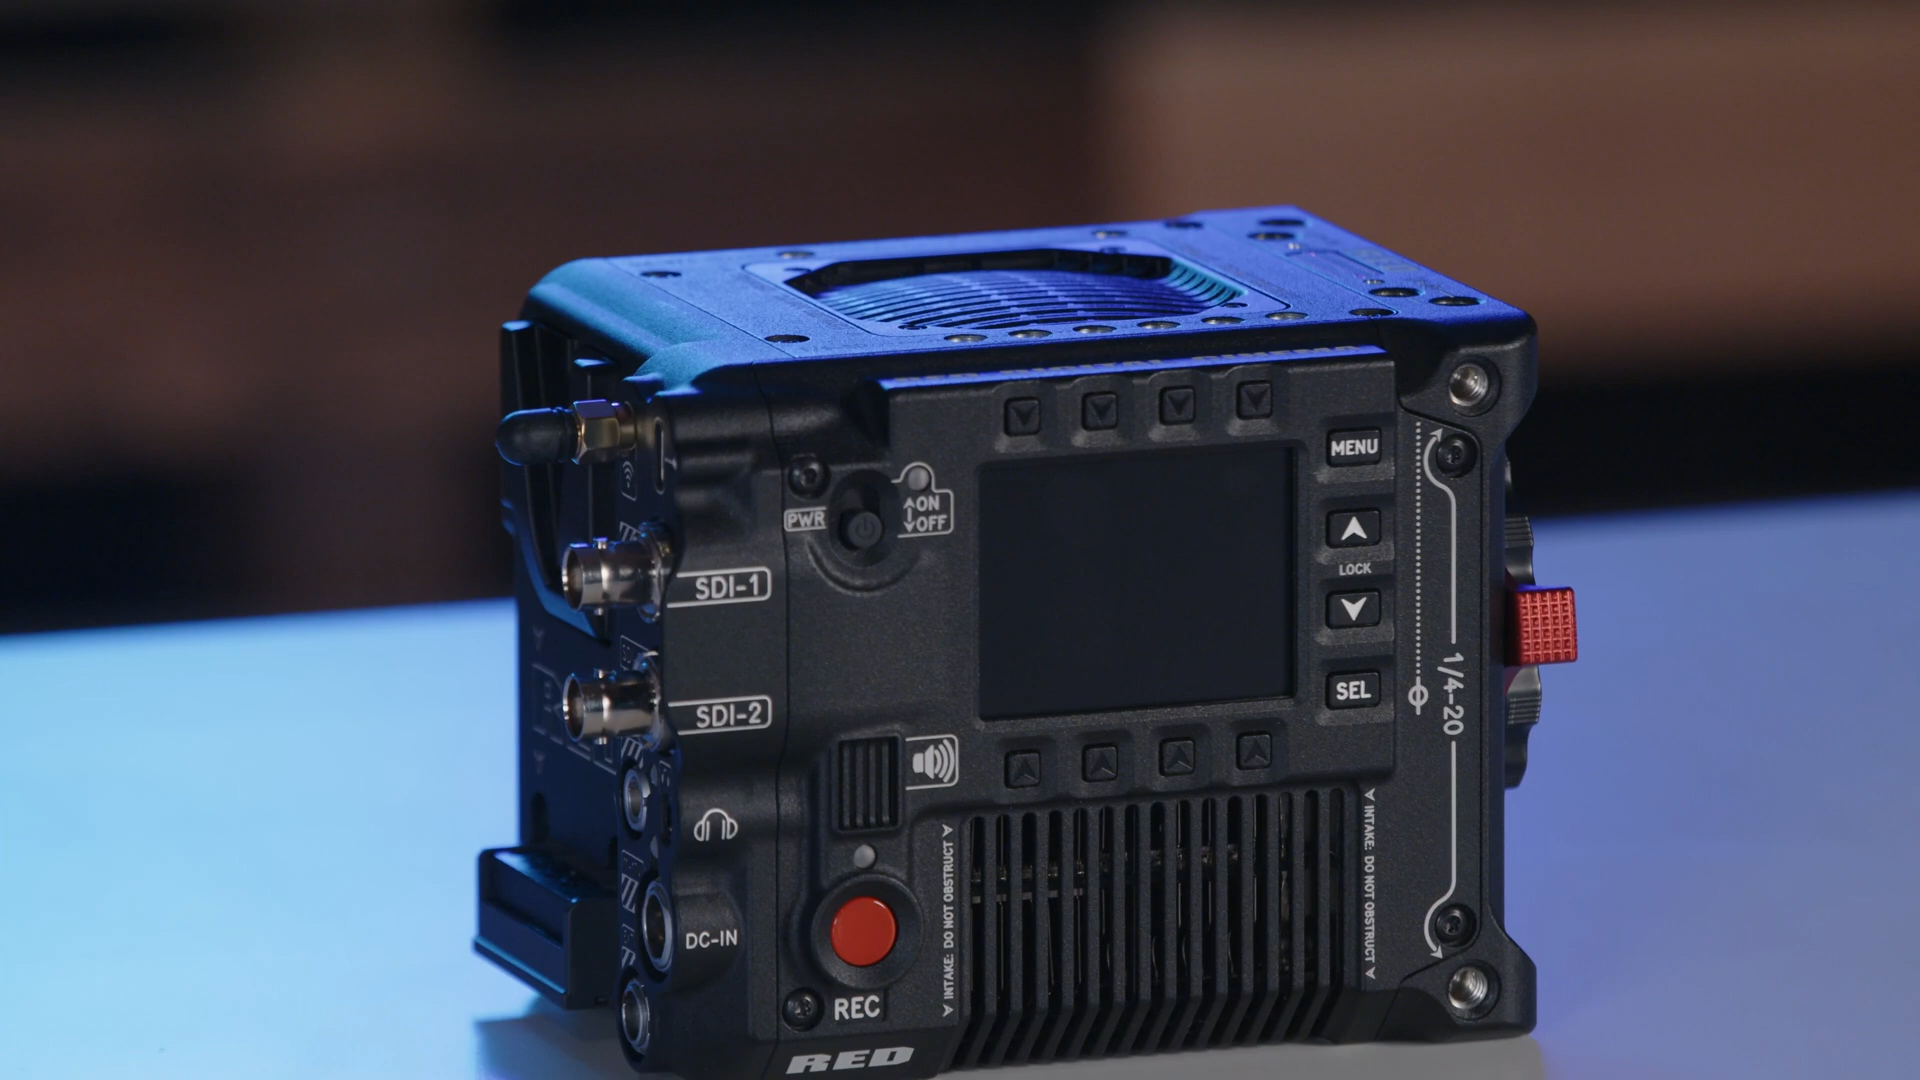 MENU
PWR
ON
OFF
LOCK
SDI-1
SEL
1/4-20
SDI-2
INTAKE: DO NOT OBSTRUCT
INTAKE: DO NOT OBSTRUCT
DC-IN
REC
RED